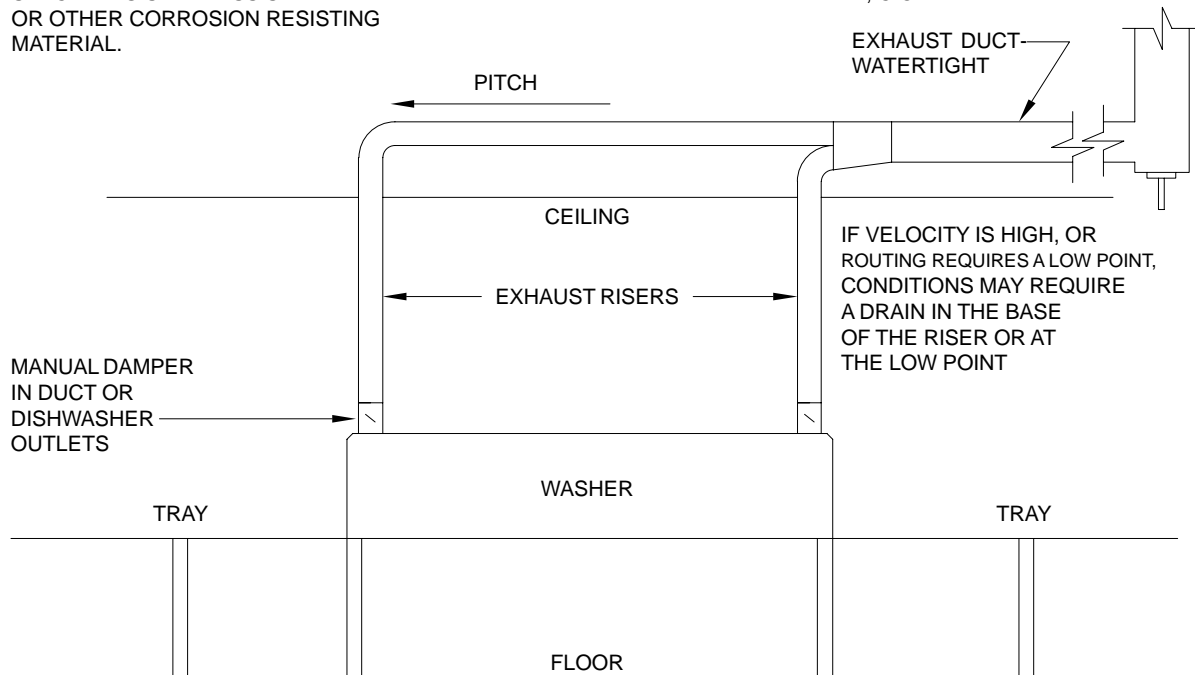 OR OTHER CORROSION RESISTING
MATERIAL.
EXHAUST DUCT-
WATERTIGHT
PITCH
CEILING
IF VELOCITY IS HIGH, OR
ROUTING REQUIRES A LOW POINT,
CONDITIONS MAY REQUIRE
A DRAIN IN THE BASE
OF THE RISER OR AT
THE LOW POINT
EXHAUST RISERS
MANUAL DAMPER
IN DUCT OR
DISHWASHER
OUTLETS
WASHER
TRAY
TRAY
FLOOR